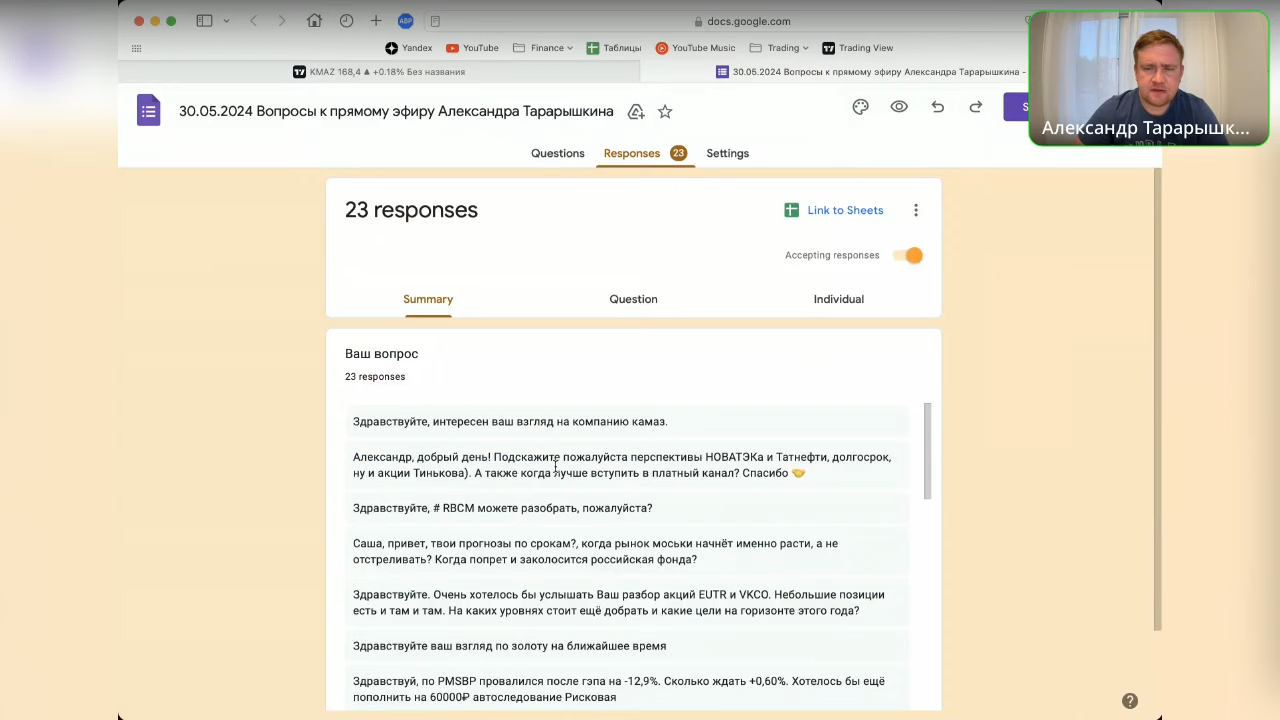 docs.google.com
Yandex YouTube Finance Таблицы YouTube Music Trading Trading View
KMAZ 168,4 ▲ +0.18% Без названия
30.05.2024 Вопросы к прямому эфиру Александра Тарарышкина -
30.05.2024 Вопросы к прямому эфиру Александра Тарарышкина
S
Александр Тарарышк...
ABP
Questions Responses 23 Settings
23 responses
Link to Sheets
Accepting responses
Summary Question Individual
Ваш вопрос
23 responses
Здравствуйте, интересен ваш взгляд на компанию камаз.
Александр, добрый день! Подскажите пожалуйста перспективы НОВАТЭКа и Татнефти, долгосрок,
ну и акции Тинькова). А также когда лучше вступить в платный канал? Спасибо 🤝
Здравствуйте, # RBCM можете разобрать, пожалуйста?
Саша, привет, твои прогнозы по срокам?, когда рынок моськи начнёт именно расти, а не
отстреливать? Когда попрет и заколосится российская фонда?
Здравствуйте. Очень хотелось бы услышать Ваш разбор акций EUTR и VKCO. Небольшие позиции
есть и там и там. На каких уровнях стоит ещё добрать и какие цели на горизонте этого года?
Здравствуйте ваш взгляд по золоту на ближайшее время
Здравствуй, по PMSBP провалился после гэпа на -12,9%. Сколько ждать +0,60%. Хотелось бы ещё
пополнить на 60000₽ автоследование Рисковая